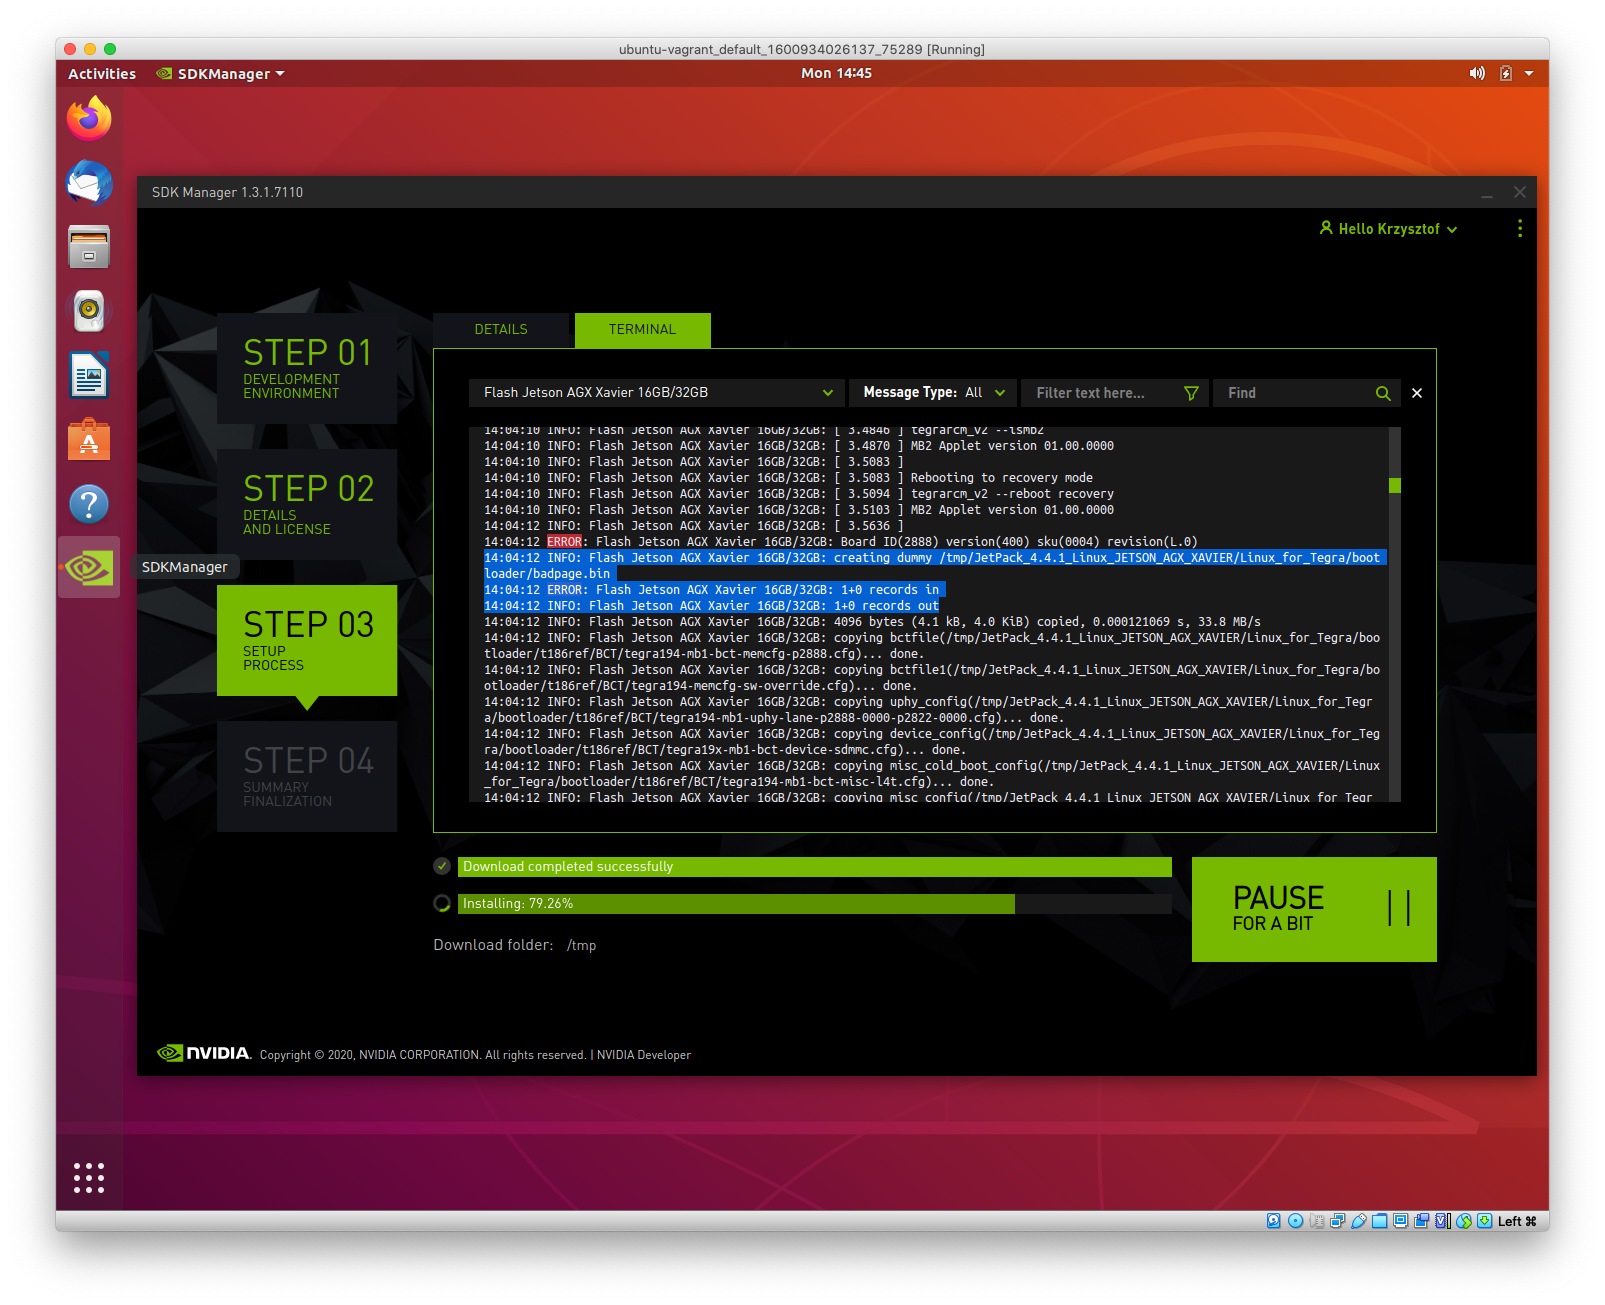 ubuntu-vagrant_default_1600934026137_75289 [Running]
Activities SDKManager Mon 14:45
SDK Manager 1.3.1.7110
Hello Krzysztof
DETAILS TERMINAL
STEP 01
DEVELOPMENT
ENVIRONMENT
STEP 02
DETAILS
AND LICENSE
SDKManager
STEP 03
SETUP
PROCESS
STEP 04
SUMMARY
FINALIZATION
Flash Jetson AGX Xavier 16GB/32GB Message Type: All Filter text here... Find
14:04:10 INFO: Flash Jetson AGX Xavier 16GB/32GB: [ 3.4846 ] tegrarcm_v2 --ismb2
14:04:10 INFO: Flash Jetson AGX Xavier 16GB/32GB: [ 3.4870 ] MB2 Applet version 01.00.0000
14:04:10 INFO: Flash Jetson AGX Xavier 16GB/32GB: [ 3.5083 ]
14:04:10 INFO: Flash Jetson AGX Xavier 16GB/32GB: [ 3.5083 ] Rebooting to recovery mode
14:04:10 INFO: Flash Jetson AGX Xavier 16GB/32GB: [ 3.5094 ] tegrarcm_v2 --reboot recovery
14:04:10 INFO: Flash Jetson AGX Xavier 16GB/32GB: [ 3.5103 ] MB2 Applet version 01.00.0000
14:04:12 INFO: Flash Jetson AGX Xavier 16GB/32GB: [ 3.5636 ]
14:04:12 ERROR: Flash Jetson AGX Xavier 16GB/32GB: Board ID(2888) version(400) sku(0004) revision(L.0)
14:04:12 INFO: Flash Jetson AGX Xavier 16GB/32GB: creating dummy /tmp/JetPack_4.4.1_Linux_JETSON_AGX_XAVIER/Linux_for_Tegra/boot
loader/badpage.bin
14:04:12 ERROR: Flash Jetson AGX Xavier 16GB/32GB: 1+0 records in
14:04:12 INFO: Flash Jetson AGX Xavier 16GB/32GB: 1+0 records out
14:04:12 INFO: Flash Jetson AGX Xavier 16GB/32GB: 4096 bytes (4.1 kB, 4.0 KiB) copied, 0.000121069 s, 33.8 MB/s
14:04:12 INFO: Flash Jetson AGX Xavier 16GB/32GB: copying bctfile(/tmp/JetPack_4.4.1_Linux_JETSON_AGX_XAVIER/Linux_for_Tegra/boo
tloader/t186ref/BCT/tegra194-mb1-bct-memcfg-p2888.cfg)... done.
14:04:12 INFO: Flash Jetson AGX Xavier 16GB/32GB: copying bctfile1(/tmp/JetPack_4.4.1_Linux_JETSON_AGX_XAVIER/Linux_for_Tegra/bo
otloader/t186ref/BCT/tegra194-memcfg-sw-override.cfg)... done.
14:04:12 INFO: Flash Jetson AGX Xavier 16GB/32GB: copying uphy_config(/tmp/JetPack_4.4.1_Linux_JETSON_AGX_XAVIER/Linux_for_Tegr
a/bootloader/t186ref/BCT/tegra194-mb1-uphy-lane-p2888-0000-p2822-0000.cfg)... done.
14:04:12 INFO: Flash Jetson AGX Xavier 16GB/32GB: copying device_config(/tmp/JetPack_4.4.1_Linux_JETSON_AGX_XAVIER/Linux_for_Teg
ra/bootloader/t186ref/BCT/tegra19x-mb1-bct-device-sdmmc.cfg)... done.
14:04:12 INFO: Flash Jetson AGX Xavier 16GB/32GB: copying misc_cold_boot_config(/tmp/JetPack_4.4.1_Linux_JETSON_AGX_XAVIER/Linux
_for_Tegra/bootloader/t186ref/BCT/tegra194-mb1-bct-misc-l4t.cfg)... done.
14:04:12 INFO: Flash Jetson AGX Xavier 16GB/32GB: copying misc_config(/tmp/JetPack_4.4.1_Linux_JETSON_AGX_XAVIER/Linux_for_Tegr
Download completed successfully
Installing: 79.26%
PAUSE
FOR A BIT
Download folder: /tmp
NVIDIA. Copyright © 2020, NVIDIA CORPORATION. All rights reserved. | NVIDIA Developer
Left ⌘